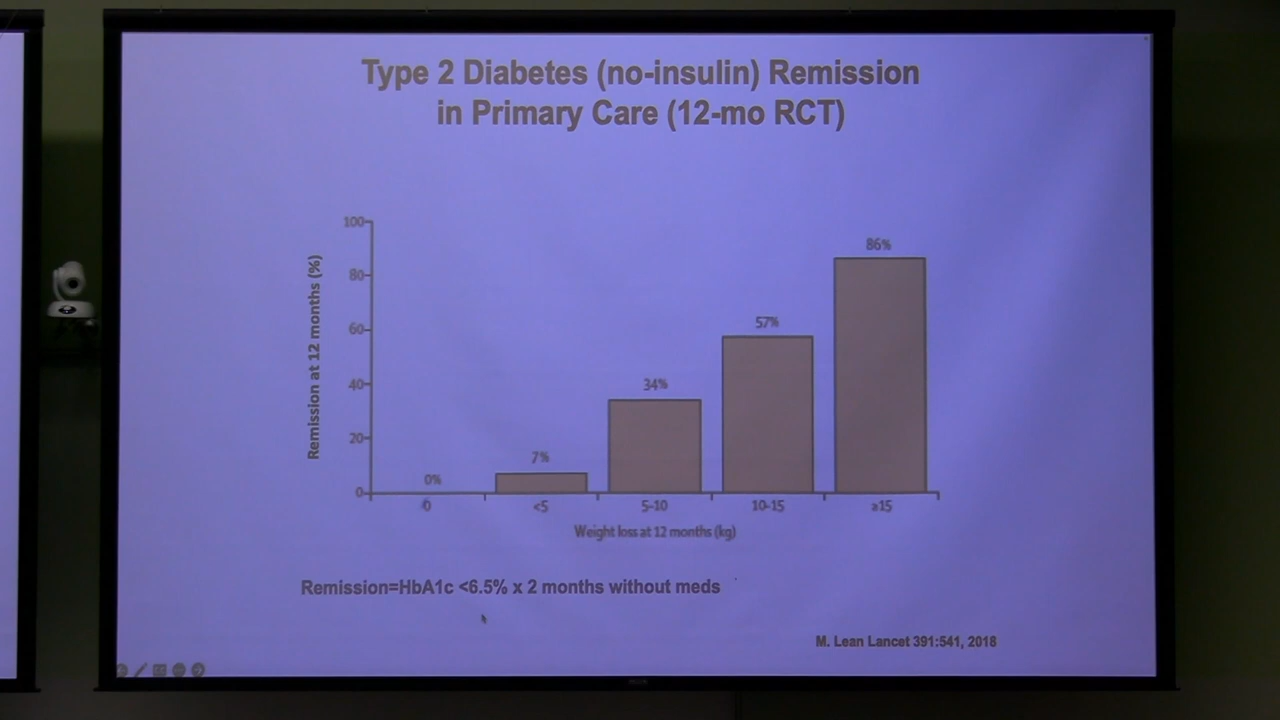 Type 2 Diabetes (no-insulin) Remission
in Primary Care (12-mo RCT)
Remission at 12 months (%)
100
80
60
40
20
0
0%
7%
34%
57%
86%
0
<5
5-10
10-15
≥15
Weight loss at 12 months (kg)
Remission=HbA1c <6.5% x 2 months without meds
M. Lean Lancet 391:541, 2018